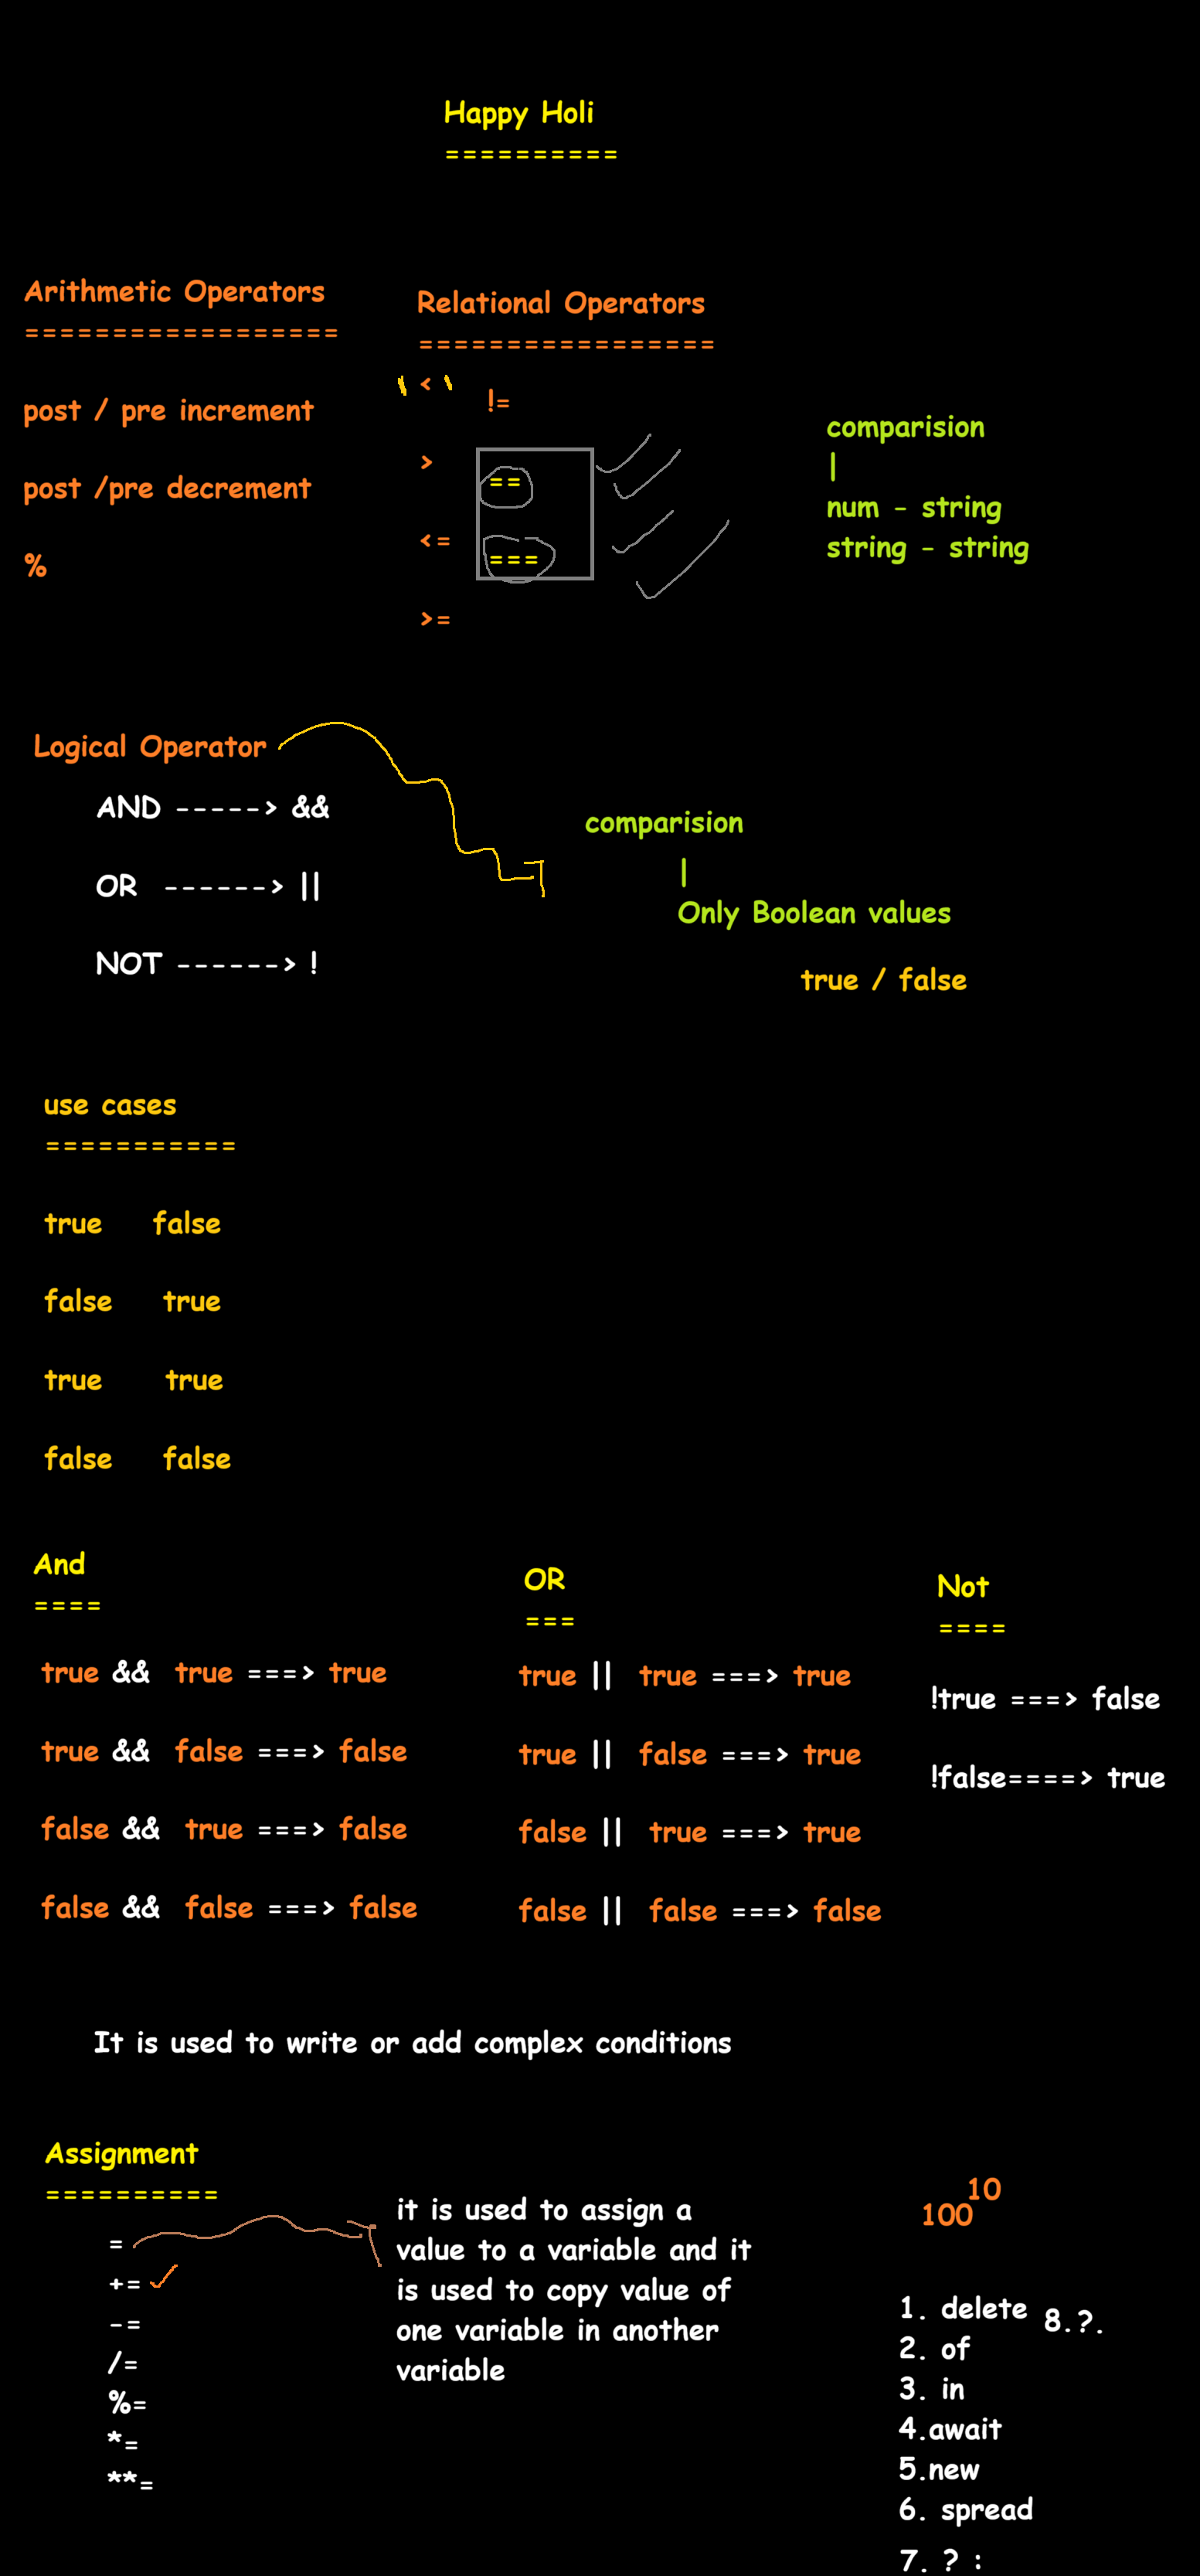 Happy Holi
==========
Arithmetic Operators
==================
post / pre increment
post /pre decrement
%
Relational Operators
=================
<
!=
>
==
<=
===
>=
comparision
|
num - string
string - string
Logical Operator
AND -----> &&
OR ------> ||
NOT ------> !
comparision
|
Only Boolean values
true / false
use cases
===========
true false
false true
true true
false false
And
====
true && true ===> true
true && false ===> false
false && true ===> false
false && false ===> false
OR
===
true || true ===> true
true || false ===> true
false || true ===> true
false || false ===> false
Not
====
!true ===> false
!false====> true
It is used to write or add complex conditions
Assignment
==========
=
+=
-=
/=
%=
*=
**=
it is used to assign a
value to a variable and it
is used to copy value of
one variable in another
variable
10
100
1. delete
2. of
3. in
4.await
5.new
6. spread
7. ? :
8.?.